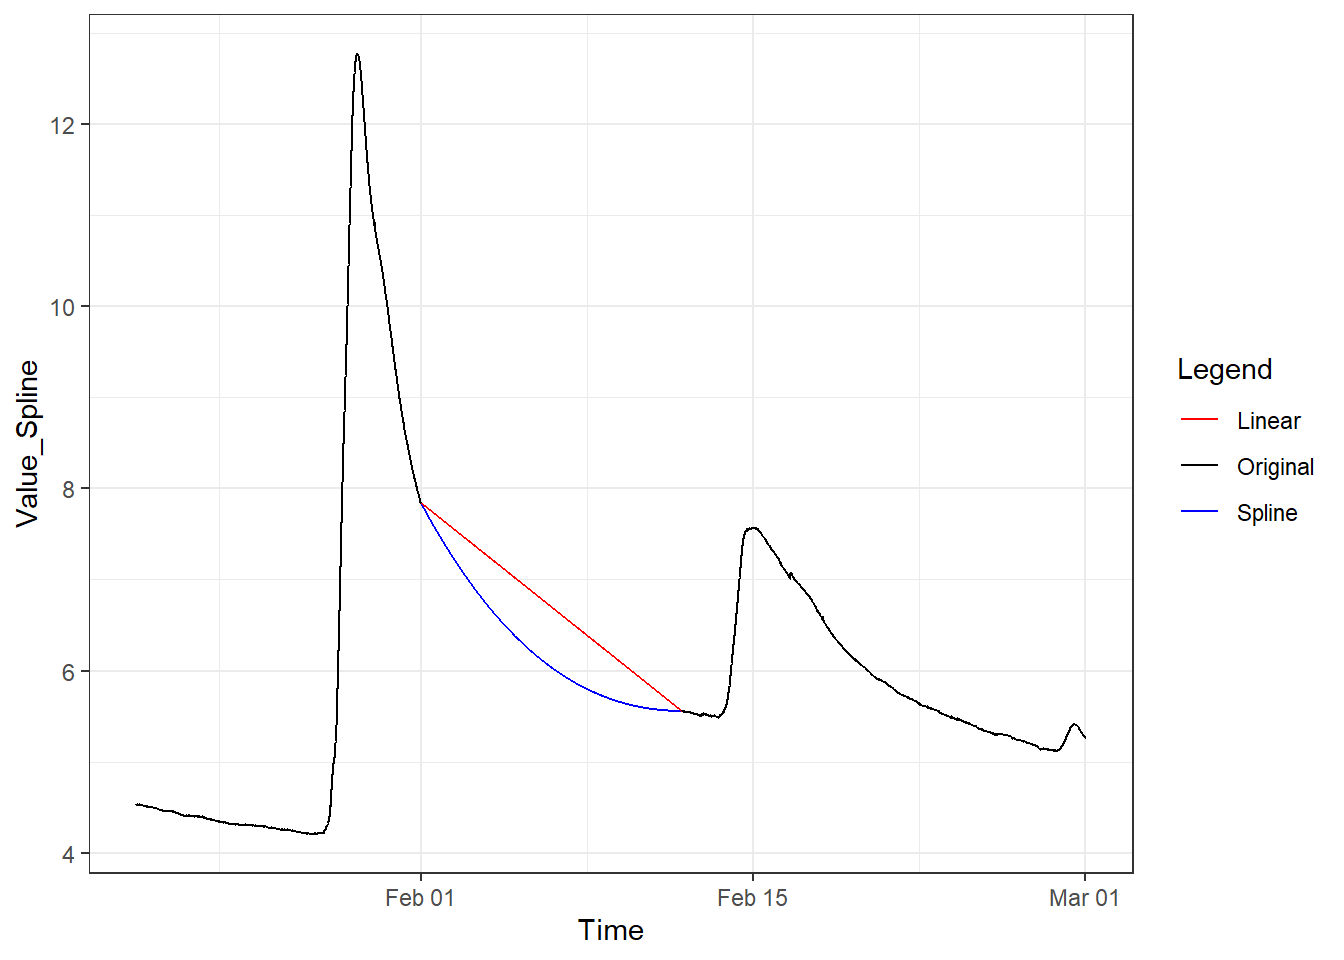 12
10
8
6
4
Value_Spline
Feb 01
Feb 15
Mar 01
Time
Legend
Linear
Original
Spline